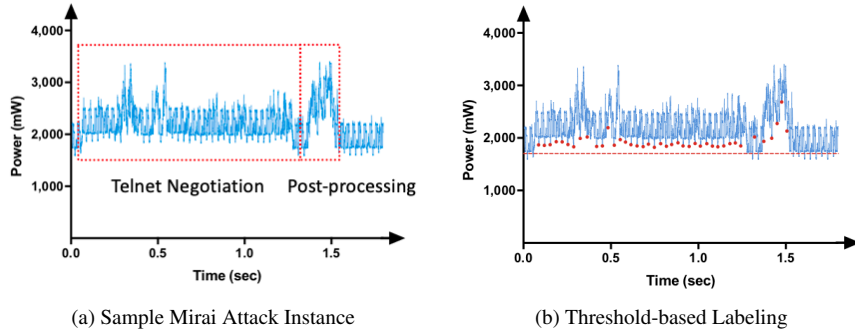 4,000
3,000
2,000
1,000
Power (mW)
Telnet Negotiation
Post-processing
0.0
0.5
1.0
1.5
Time (sec)
(a) Sample Mirai Attack Instance
4,000
3,000
2,000
1,000
Power (mW)
0.0
0.5
1.0
1.5
Time (sec)
(b) Threshold-based Labeling